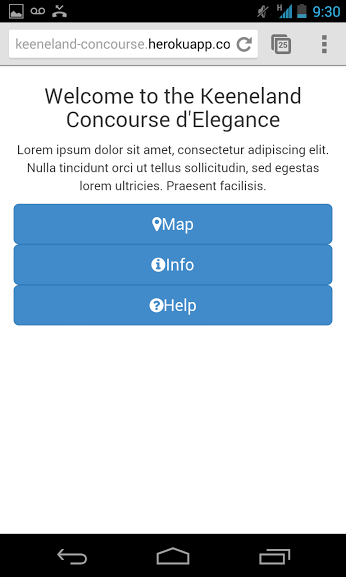 H
9:30
keeneland-concourse.herokuapp.co
25
Welcome to the Keeneland
Concourse d'Elegance
Lorem ipsum dolor sit amet, consectetur adipiscing elit.
Nulla tincidunt orci ut tellus sollicitudin, sed egestas
lorem ultricies. Praesent facilisis.
Map
Info
Help